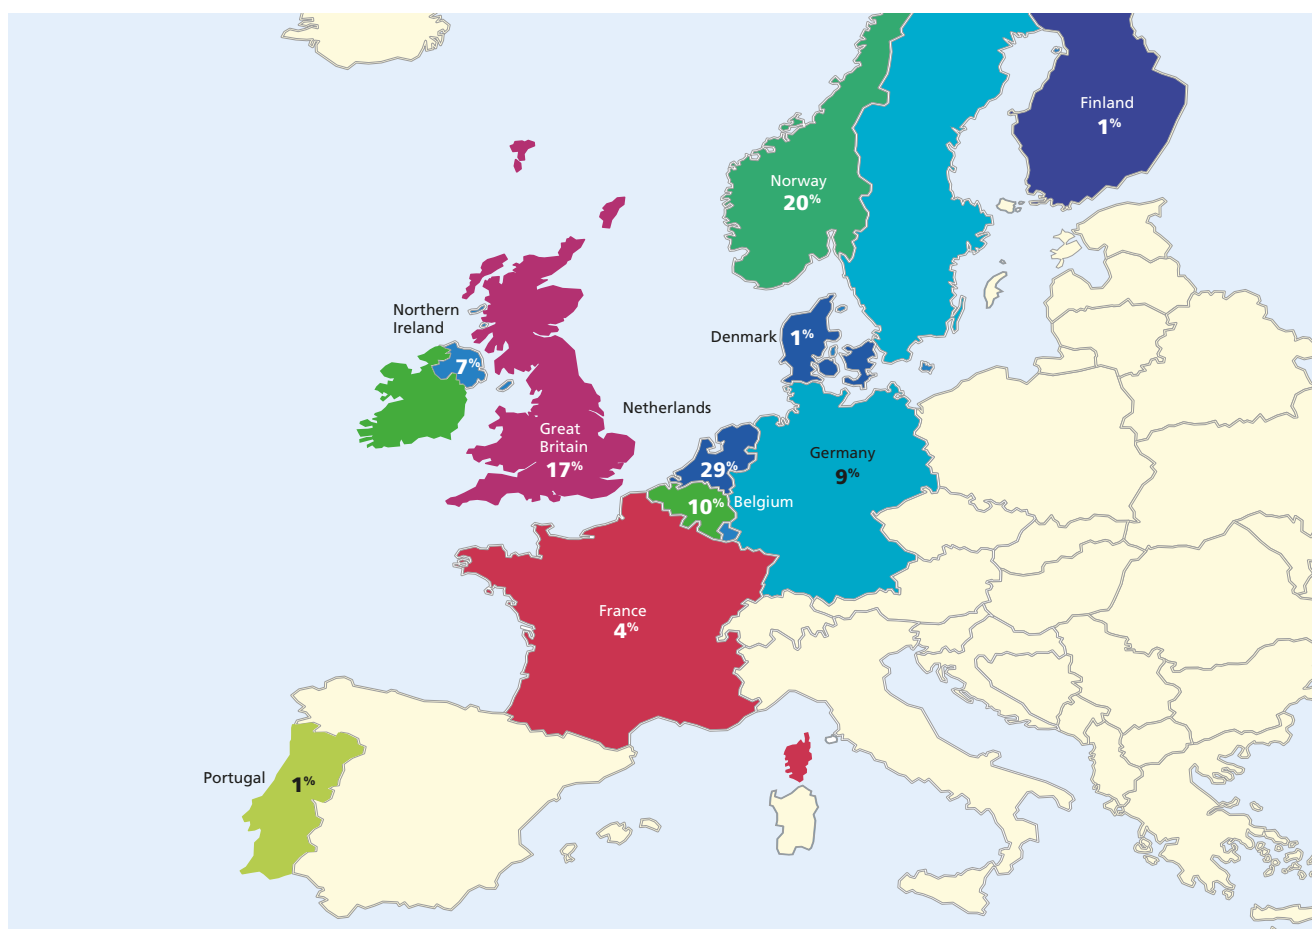 Finland
1%
Norway
20%
Northern
Ireland
7%
Denmark
1%
Netherlands
29%
Great
Britain
17%
Germany
9%
10%
Belgium
France
4%
Portugal
1%